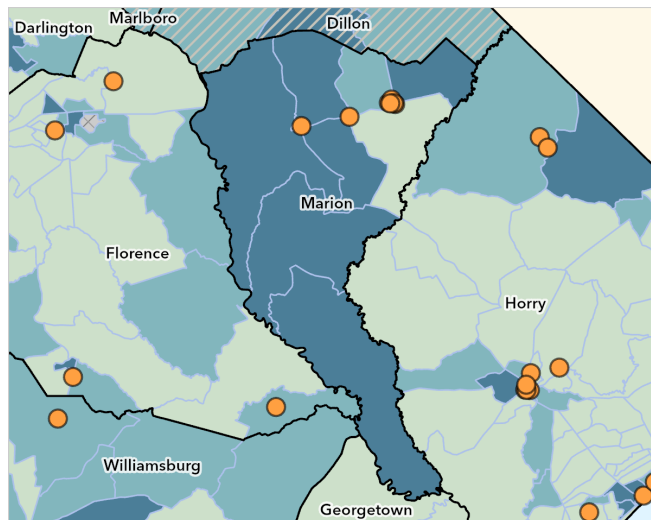 Marlboro
Darlington
Dillon
Marion
Florence
Horry
Williamsburg
Georgetown